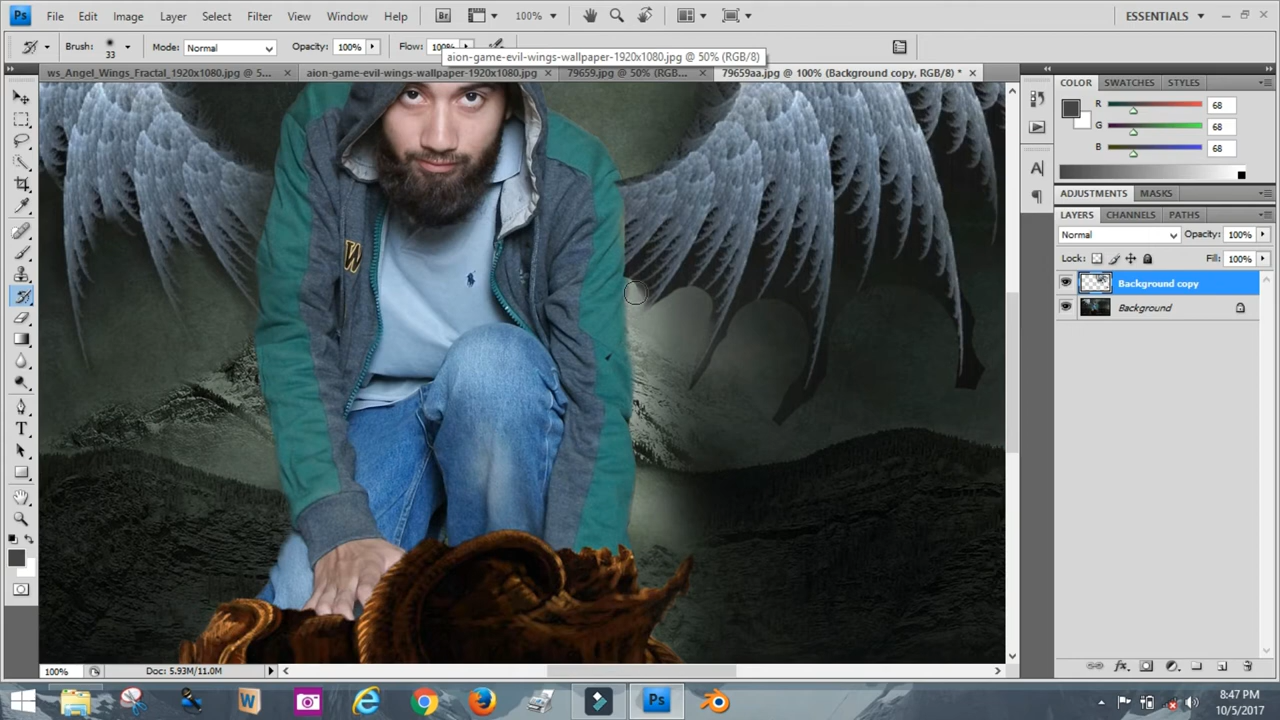 Ps File Edit Image Layer Select Filter View Window Help Br 100% ESSENTIALS
Brush: 33 Mode: Normal Opacity: 100% Flow: 100%
aion-game-evil-wings-wallpaper-1920x1080.jpg @ 50% (RGB/8)
ws_Angel_Wings_Fractal_1920x1080.jpg @ 5... aion-game-evil-wings-wallpaper-1920x1080.jpg 79659.jpg @ 50% (RGB... 79659aa.jpg @ 100% (Background copy, RGB/8) *
COLOR SWATCHES STYLES
R 68
G 68
B 68
ADJUSTMENTS MASKS
LAYERS CHANNELS PATHS
Normal Opacity: 100%
Lock: Fill: 100%
Background copy
Background
W
100% Doc: 5.93M/11.0M
W Ps
8:47 PM
10/5/2017